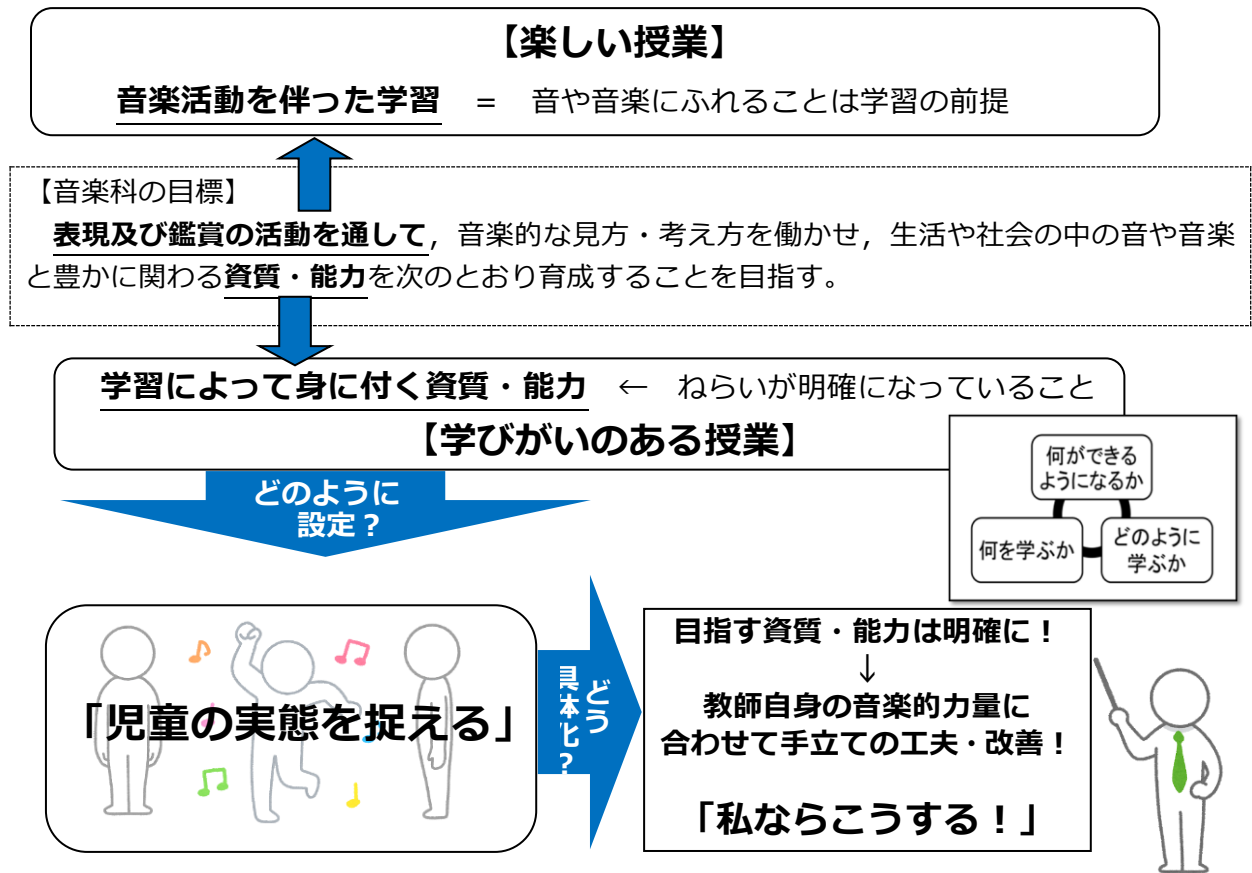 【楽しい授業】
音楽活動を伴った学習 = 音や音楽にふれることは学習の前提
【音楽科の目標】
表現及び鑑賞の活動を通して，音楽的な見方・考え方を働かせ，生活や社会の中の音や音楽
と豊かに関わる資質・能力を次のとおり育成することを目指す。
学習によって身に付く資質・能力 ← ねらいが明確になっていること
【学びがいのある授業】
何ができる
ようになるか
何を学ぶか
どのように
学ぶか
どのように
設定？
「児童の実態を捉える」
どう
具体化？
目指す資質・能力は明確に！
↓
教師自身の音楽的力量に
合わせて手立ての工夫・改善！
「私ならこうする！」